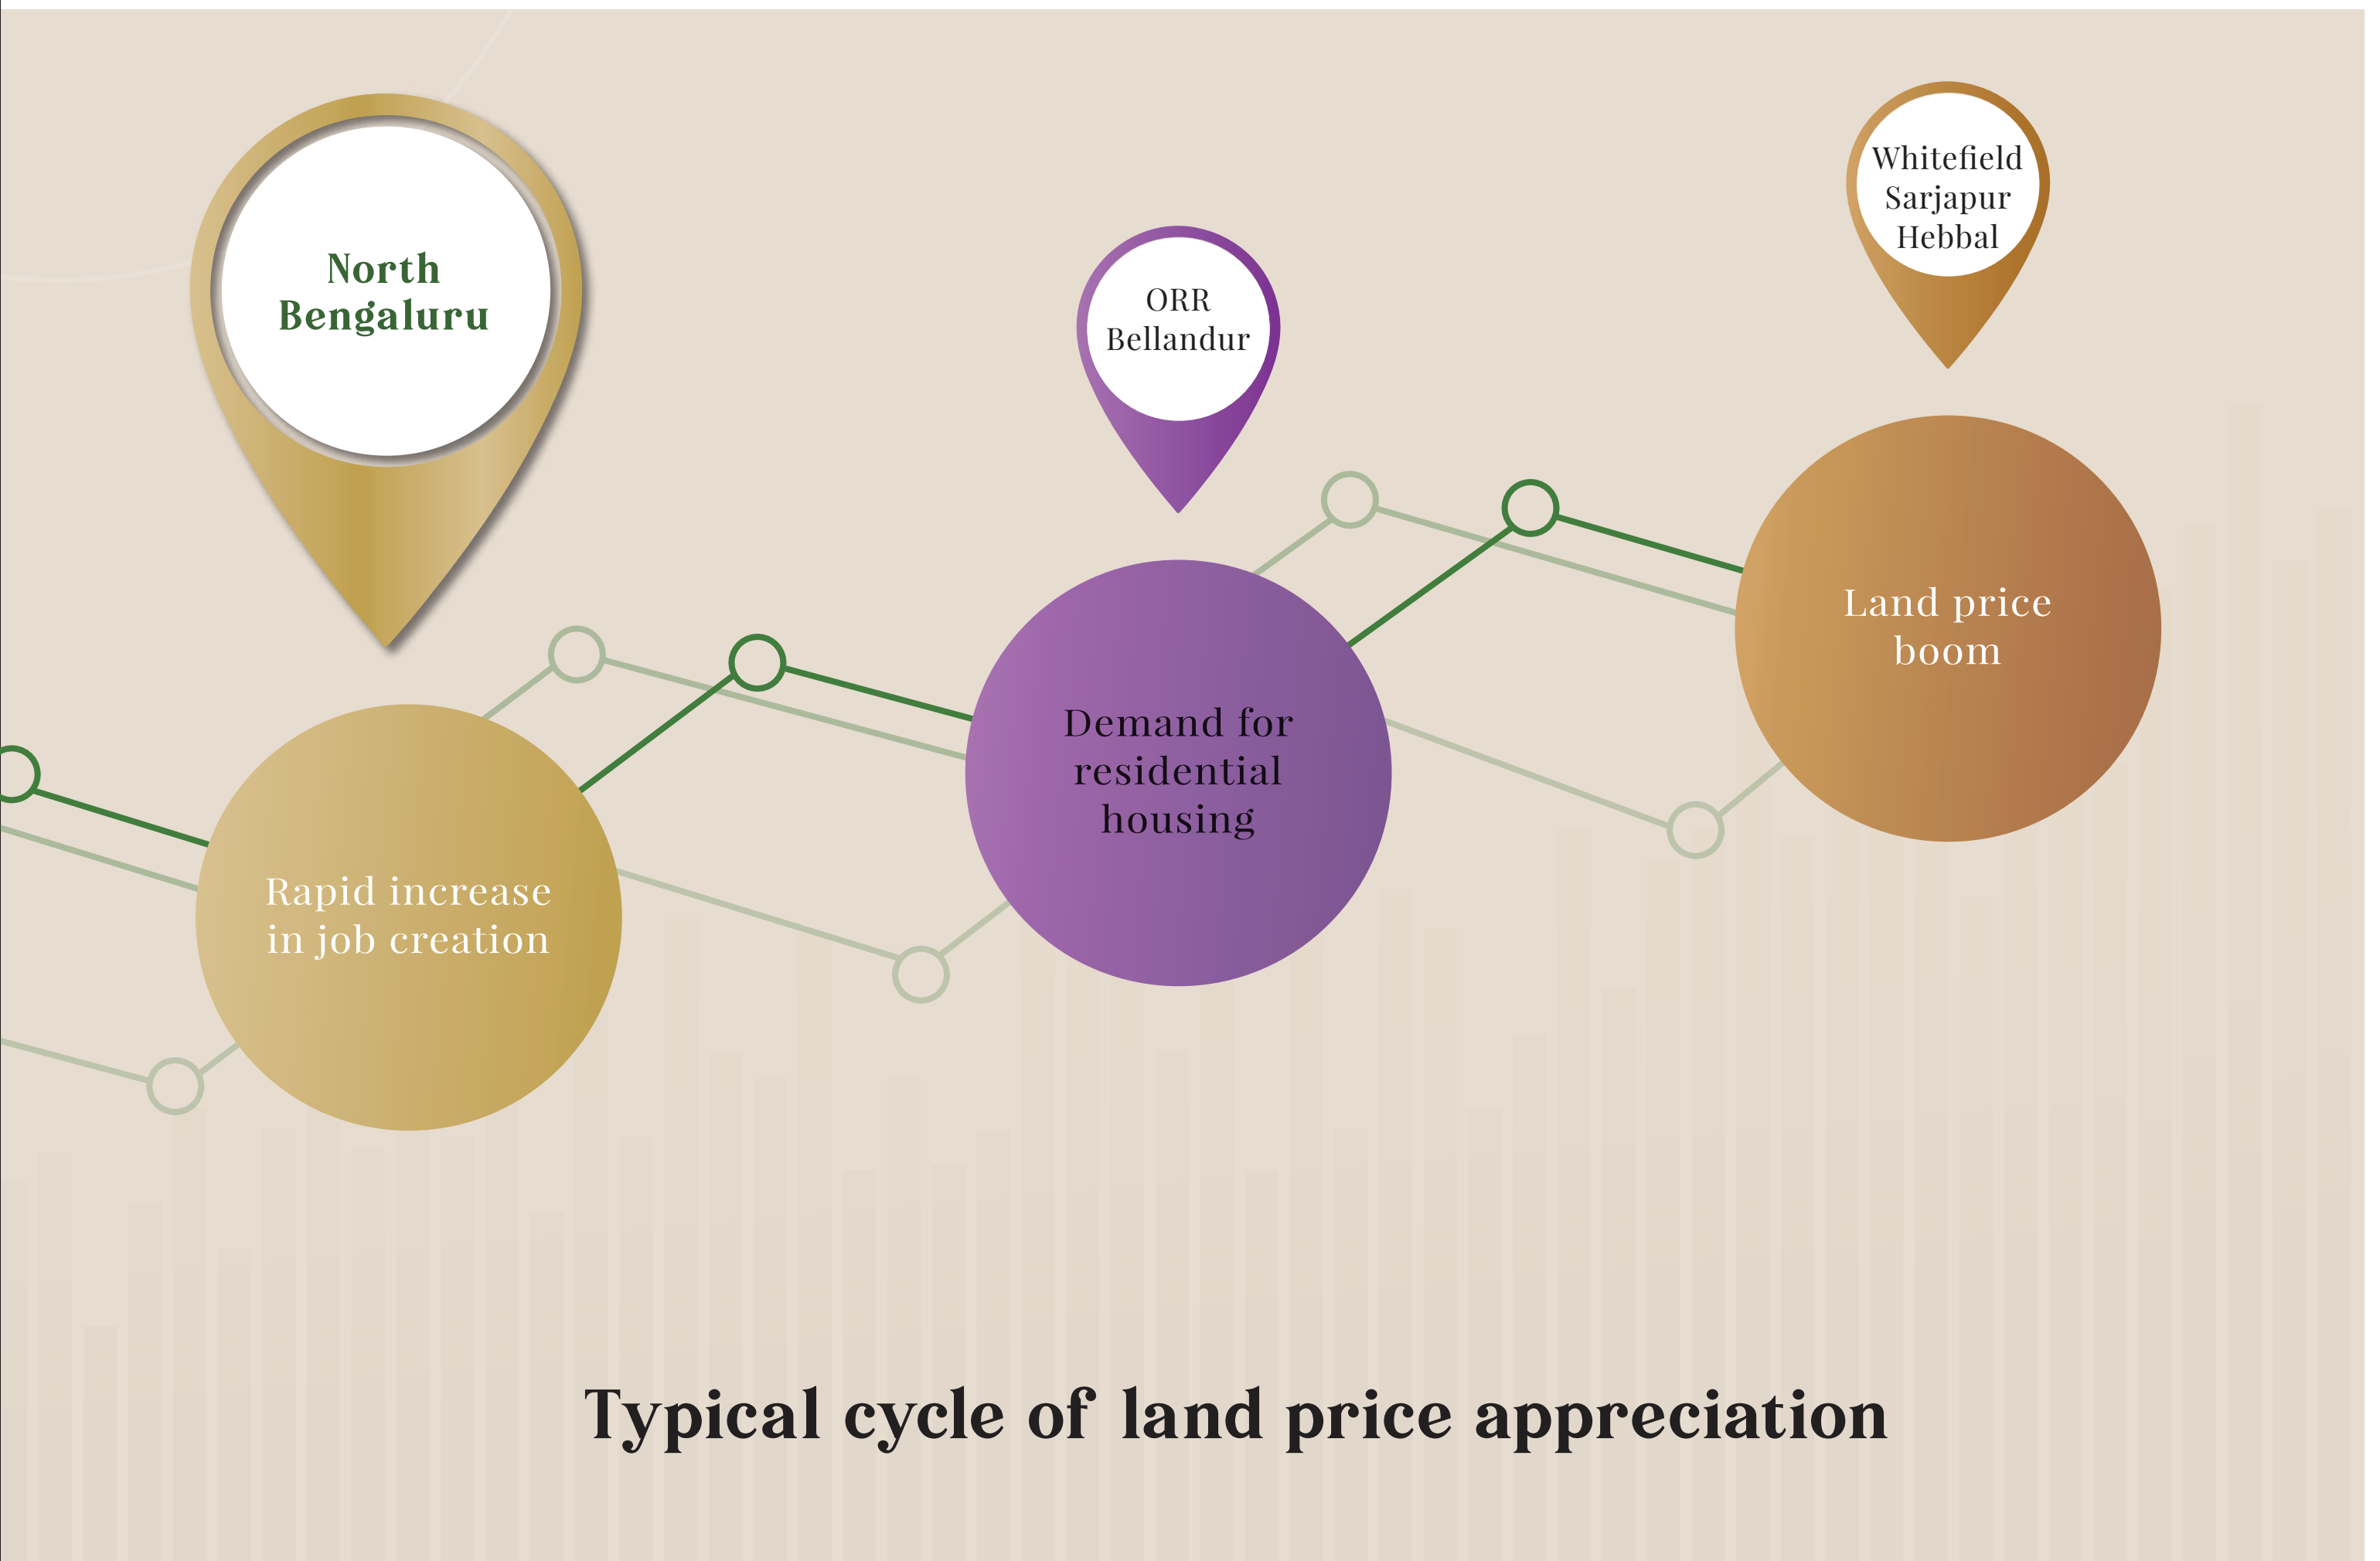 North
Bengaluru
ORR
Bellandur
Whitefield
Sarjapur
Hebbal
Rapid increase
in job creation
Demand for
residential
housing
Land price
boom
Typical cycle of land price appreciation